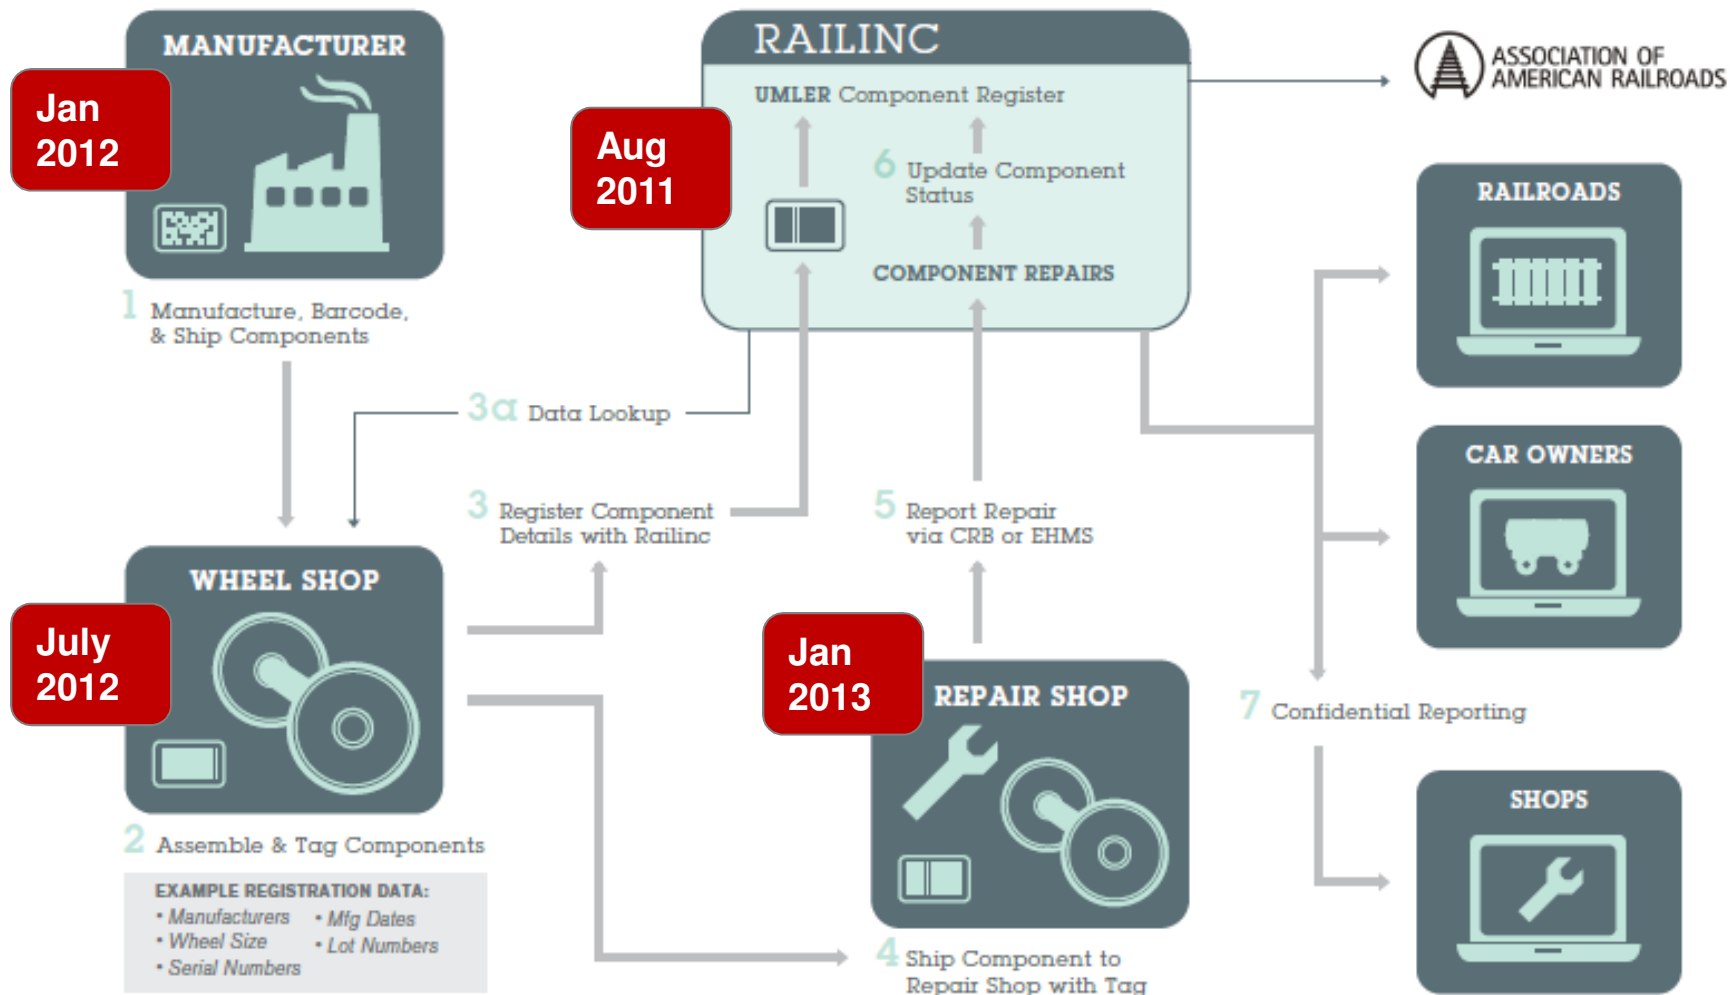 MANUFACTURER
Jan
2012
1 Manufacture, Barcode,
& Ship Components
RAILINC
UMLER Component Register
Aug
2011
6 Update Component
Status
COMPONENT REPAIRS
ASSOCIATION OF
AMERICAN RAILROADS
RAILROADS
3a Data Lookup
CAR OWNERS
3 Register Component
Details with Railinc
5 Report Repair
via CRB or EHMS
WHEEL SHOP
July
2012
2 Assemble & Tag Components
EXAMPLE REGISTRATION DATA:
• Manufacturers • Mfg Dates
• Wheel Size • Lot Numbers
• Serial Numbers
Jan
2013
REPAIR SHOP
4 Ship Component to
Repair Shop with Tag
7 Confidential Reporting
SHOPS